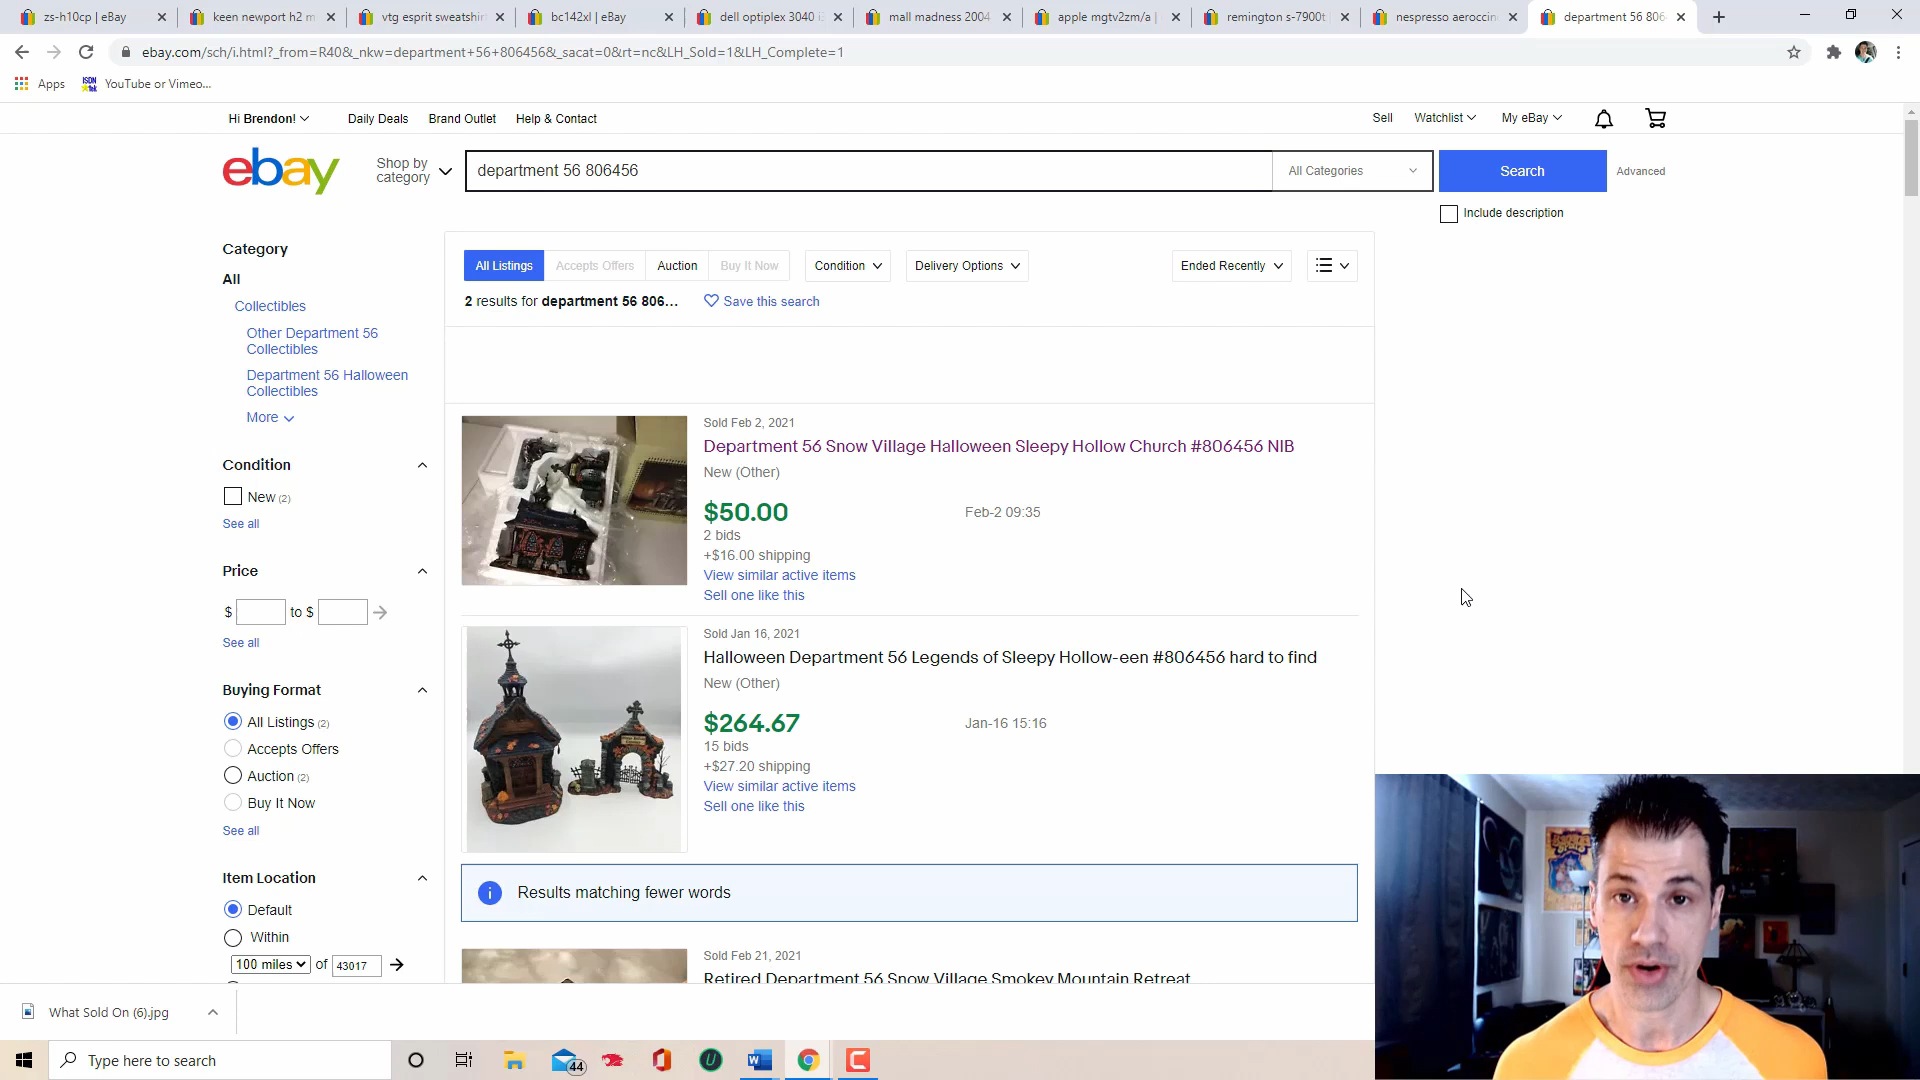 zs-h10cp | eBay
keen newport h2 m
vtg esprit sweatshir
bc142xl | eBay
dell optiplex 3040 i
mall madness 2004
apple mgtv2zm/a |
remington s-7900t
nespresso aeroccin
department 56 806
ebay.com/sch/i.html?_from=R40&_nkw=department+56+806456&_sacat=0&rt=nc&LH_Sold=1&LH_Complete=1
Apps
YouTube or Vimeo...
Hi Brendon!
Daily Deals
Brand Outlet
Help & Contact
Sell
Watchlist
My eBay
ebay
Shop by
category
department 56 806456
All Categories
Search
Advanced
Include description
Category
All
Collectibles
Other Department 56
Collectibles
Department 56 Halloween
Collectibles
More
Condition
New (2)
See all
Price
$ to $
See all
Buying Format
All Listings (2)
Accepts Offers
Auction (2)
Buy It Now
See all
Item Location
Default
Within
100 miles of 43017
All Listings
Accepts Offers
Auction
Buy It Now
Condition
Delivery Options
Ended Recently
2 results for department 56 806...
Save this search
Sold Feb 2, 2021
Department 56 Snow Village Halloween Sleepy Hollow Church #806456 NIB
New (Other)
$50.00
Feb-2 09:35
2 bids
+$16.00 shipping
View similar active items
Sell one like this
Sold Jan 16, 2021
Halloween Department 56 Legends of Sleepy Hollow-een #806456 hard to find
New (Other)
$264.67
Jan-16 15:16
15 bids
+$27.20 shipping
View similar active items
Sell one like this
Results matching fewer words
Sold Feb 21, 2021
Retired Department 56 Snow Village Smokey Mountain Retreat
What Sold On (6).jpg
Type here to search
44